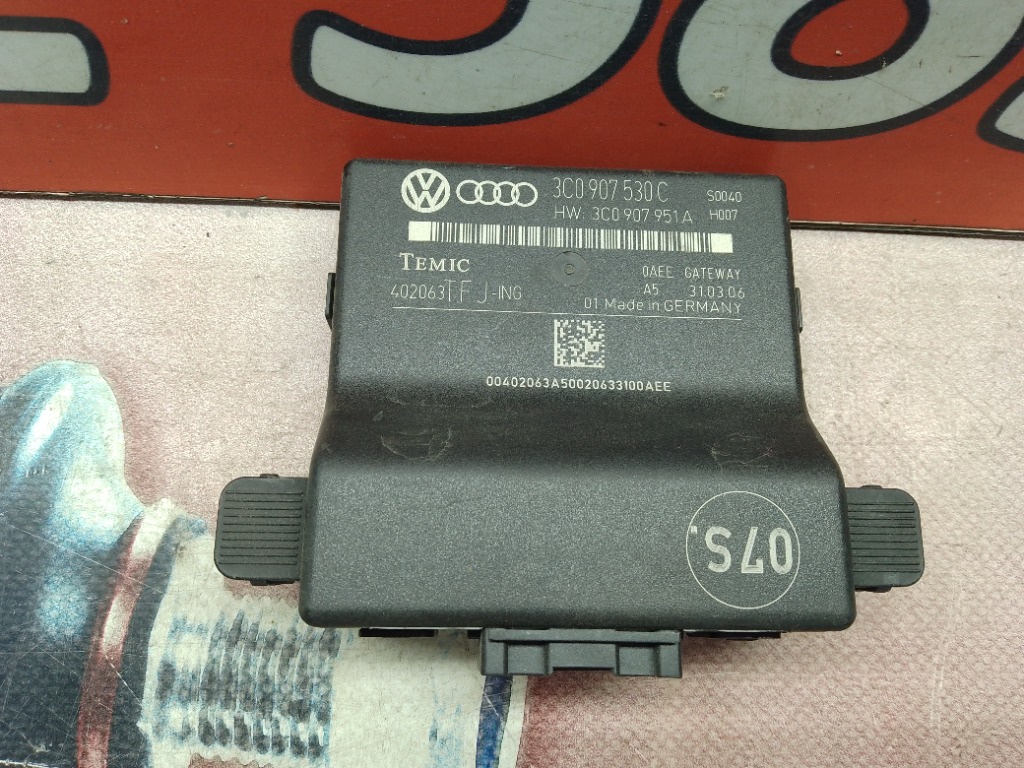 3C0 907 530 C S0040
HW: 3C0 907 951 A H007
TEMIC
0AEE GATEWAY
402063TFJ-ING
A5 31.03.06
01 Made in GERMANY
00402063A50020633100AEE
07S.